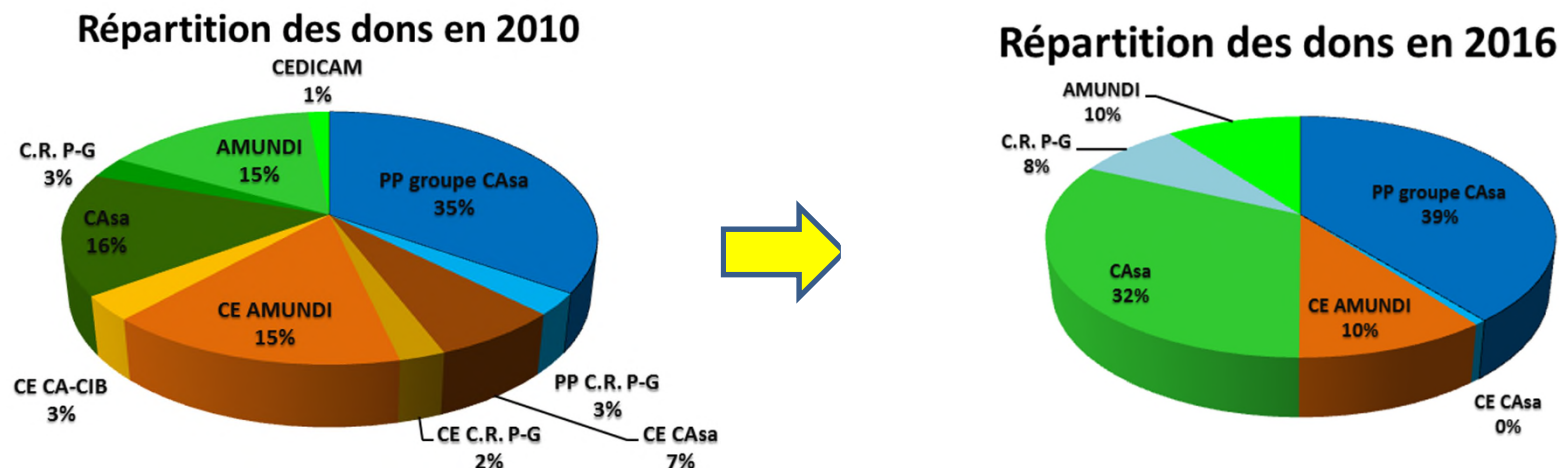 Répartition des dons en 2010
CEDICAM
1%
AMUNDI
15%
C.R. P-G
3%
PP groupe CAsa
35%
CAsa
16%
CE AMUNDI
15%
CE CA-CIB
3%
PP C.R. P-G
3%
CE C.R. P-G
2%
CE CAsa
7%
Répartition des dons en 2016
AMUNDI
10%
C.R. P-G
8%
PP groupe CAsa
39%
CAsa
32%
CE AMUNDI
10%
CE CAsa
0%